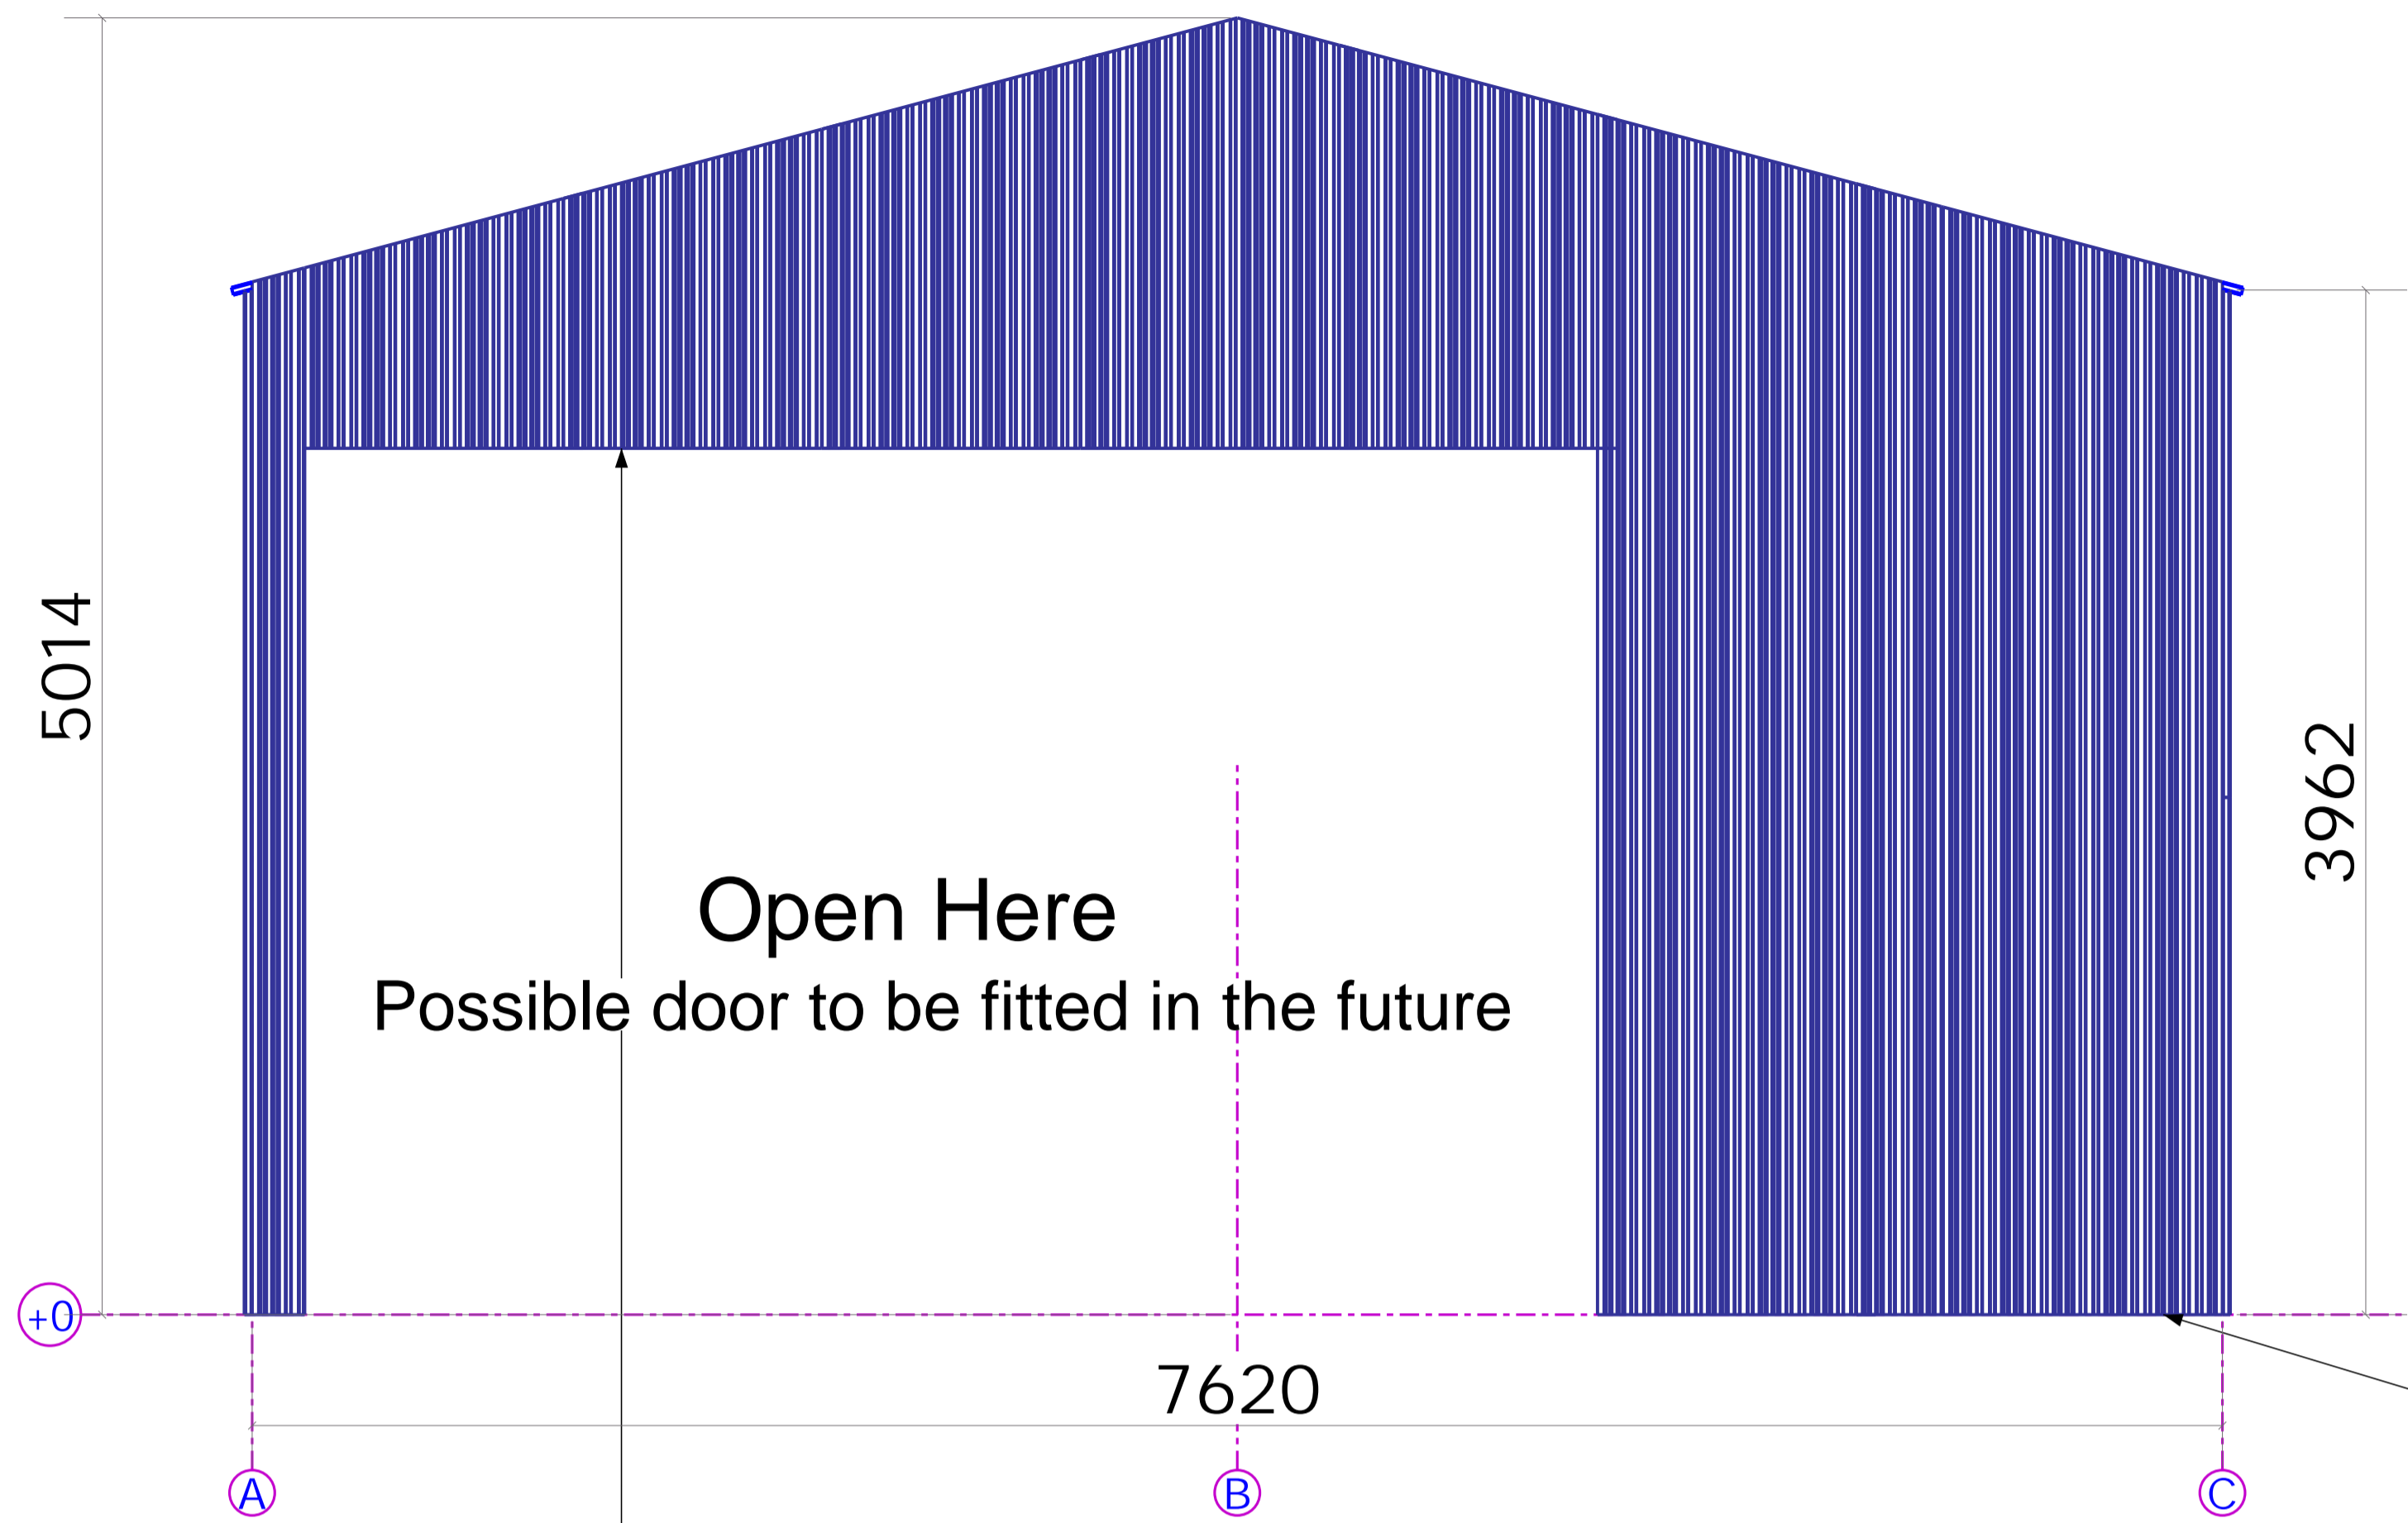 5014
3962
Open Here
Possible door to be fitted in the future
+0
7620
A
B
C